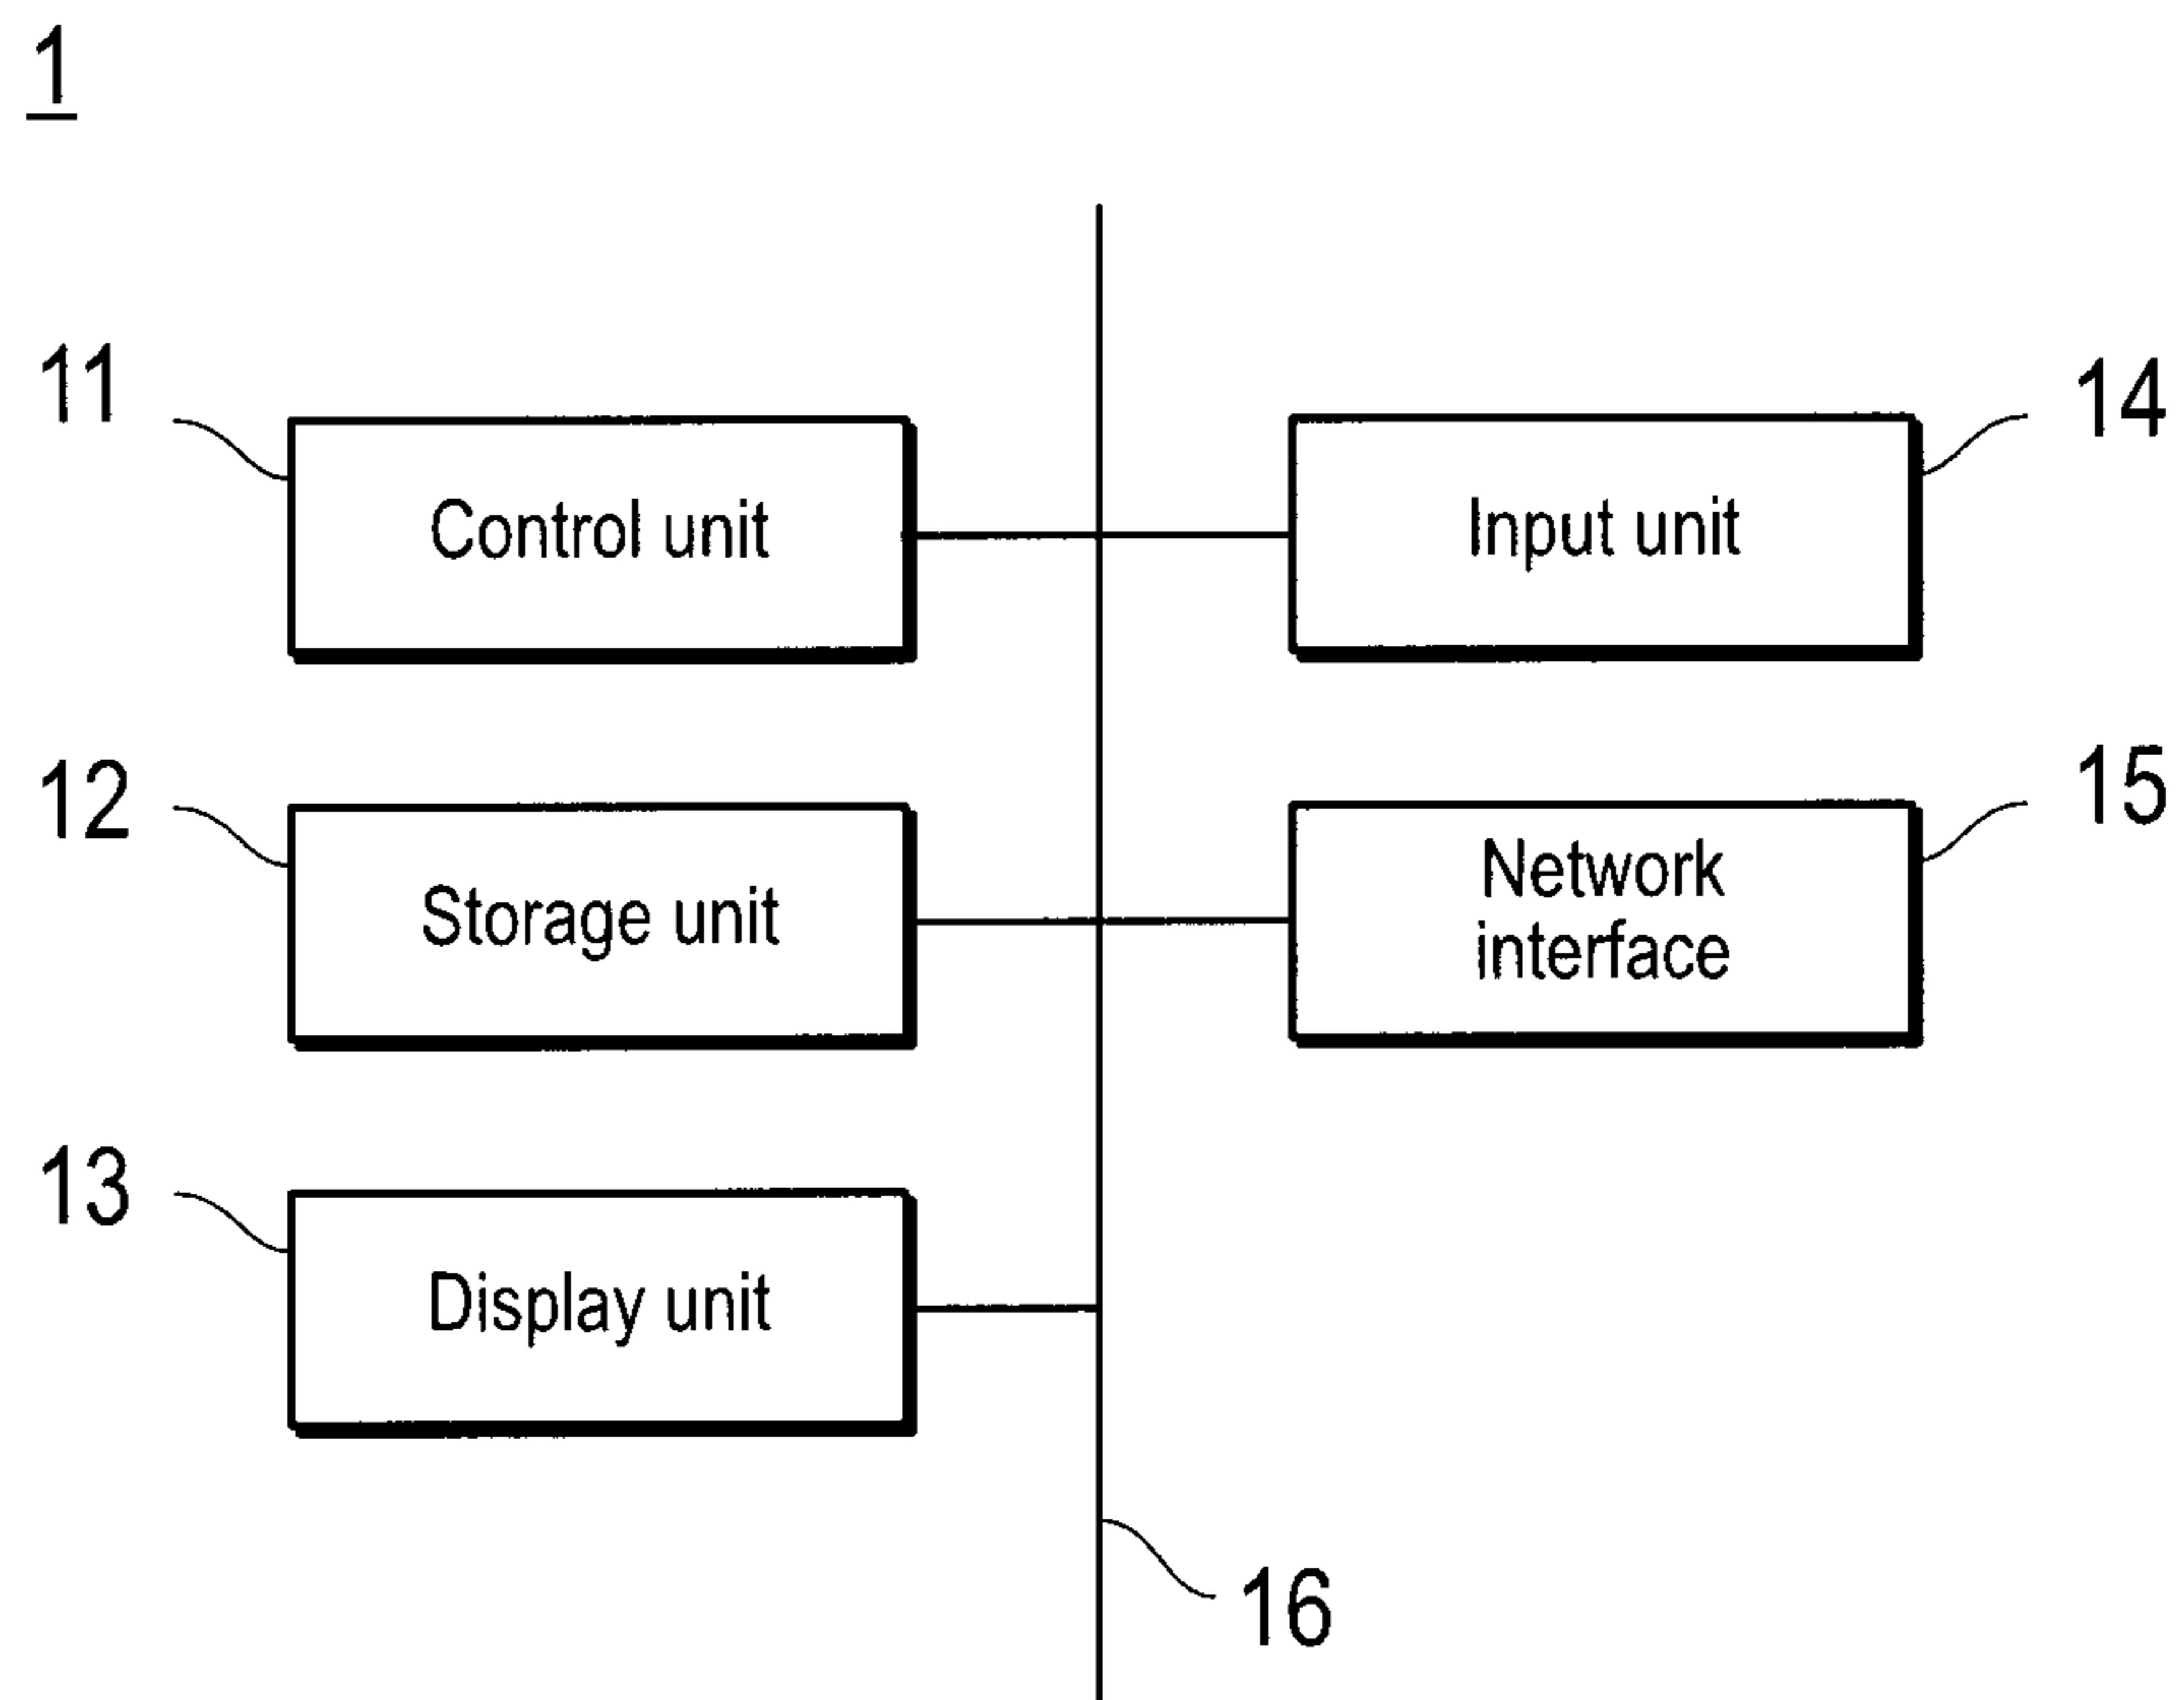 1
11
Control unit
14
Input unit
12
Storage unit
15
Network
interface
13
Display unit
16